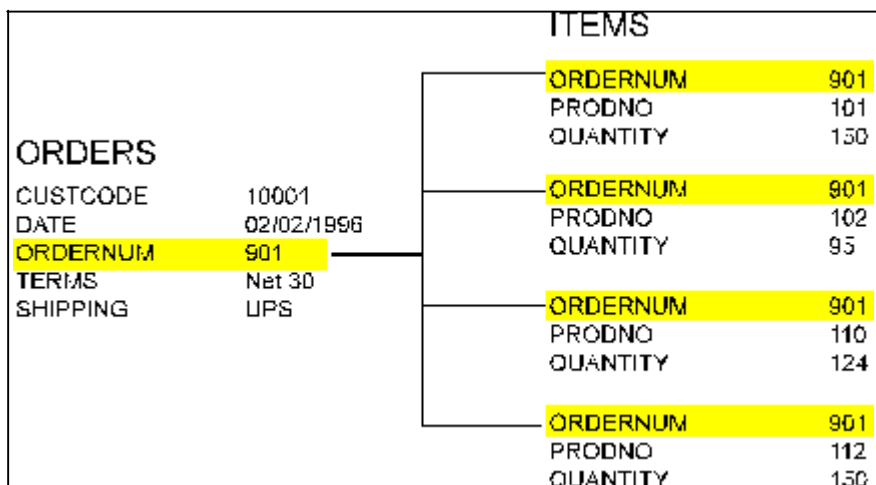 ITEMS
ORDERNUM 901
PRODNO 101
QUANTITY 150
ORDERS
CUSTCODE 10001
DATE 02/02/1996
ORDERNUM 901
TERMS Net 30
SHIPPING UPS
ORDERNUM 901
PRODNO 102
QUANTITY 95
ORDERNUM 901
PRODNO 110
QUANTITY 124
ORDERNUM 901
PRODNO 112
QUANTITY 150